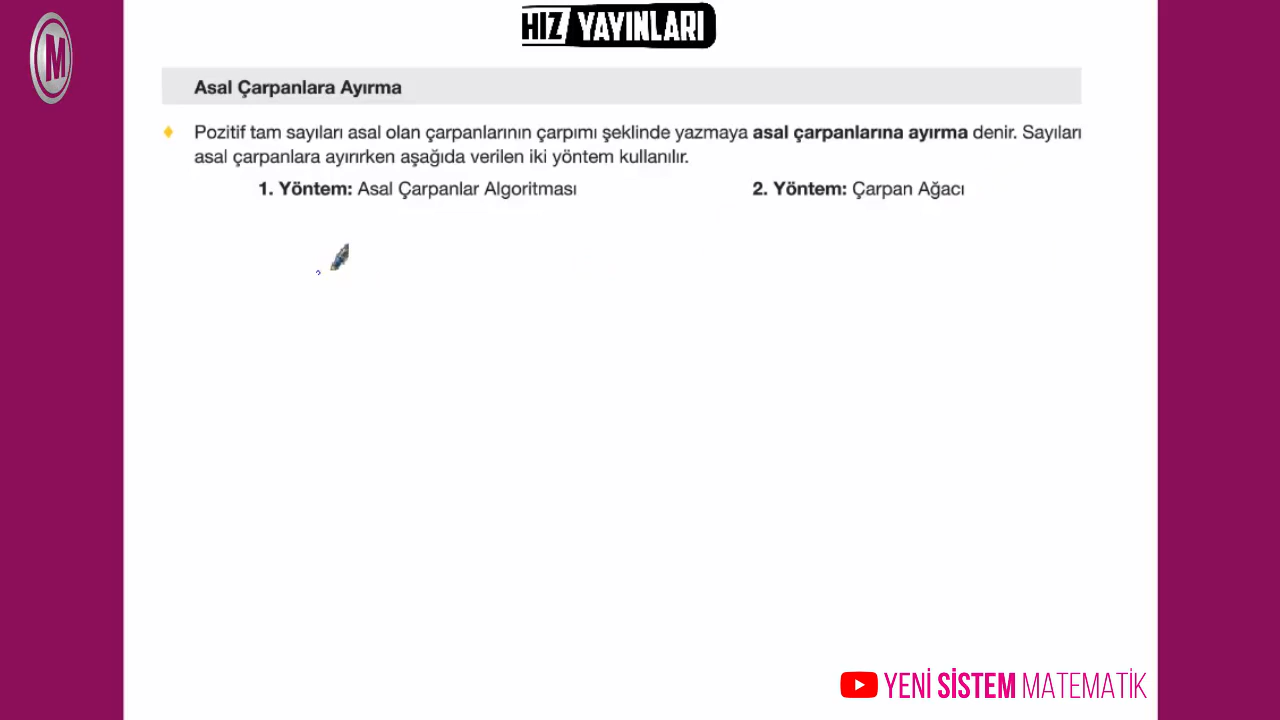 M
HIZ YAYINLARI
Asal Çarpanlara Ayırma
Pozitif tam sayıları asal olan çarpanlarının çarpımı şeklinde yazmaya asal çarpanlarına ayırma denir. Sayıları
asal çarpanlara ayırırken aşağıda verilen iki yöntem kullanılır.
1. Yöntem: Asal Çarpanlar Algoritması
2. Yöntem: Çarpan Ağacı
YENİ SİSTEM MATEMATİK